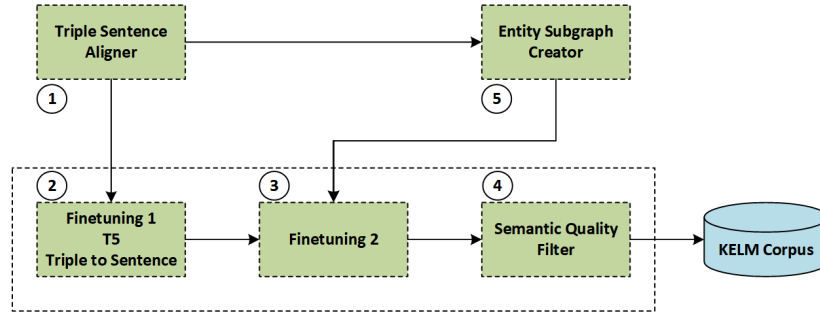 Triple Sentence
Aligner
Entity Subgraph
Creator
1
5
2
3
4
Finetuning 1
T5
Triple to Sentence
Finetuning 2
Semantic Quality
Filter
KELM Corpus